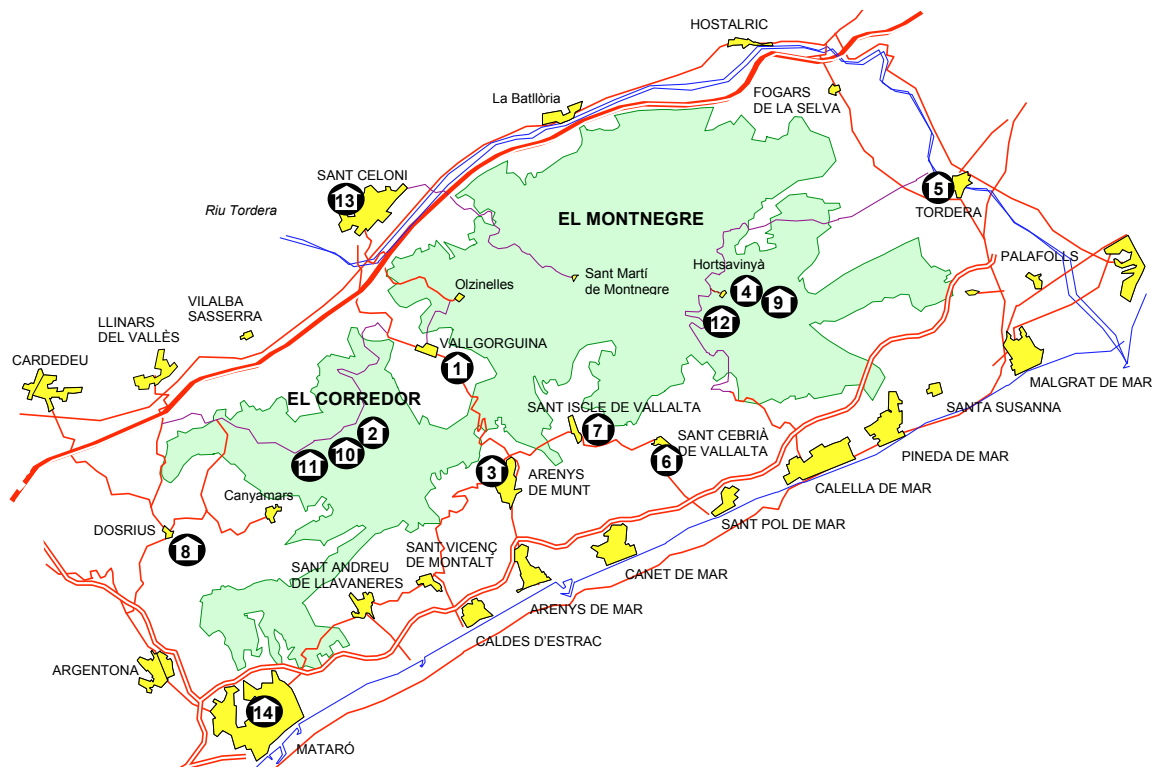 HOSTALRIC
La Batllòria
FOGARS
DE LA SELVA
SANT CELONI
13
5
Riu Tordera
EL MONTNEGRE
TORDERA
Hortsavinyà
PALAFOLLS
Sant Martí
de Montnegre
Olzinelles
4
9
12
VILALBA
SASSERRA
LLINARS
DEL VALLÈS
VALLGORGUINA
CARDEDEU
1
MALGRAT DE MAR
EL CORREDOR
SANT ISCLE DE VALLALTA
SANTA SUSANNA
2
7
SANT CEBRIÀ
DE VALLALTA
10
11
6
PINEDA DE MAR
3
ARENYS
DE MUNT
CALELLA DE MAR
Canyamars
SANT POL DE MAR
DOSRIUS
8
SANT VICENÇ
DE MONTALT
SANT ANDREU
DE LLAVANERES
CANET DE MAR
ARENYS DE MAR
CALDES D'ESTRAC
ARGENTONA
14
MATARÓ